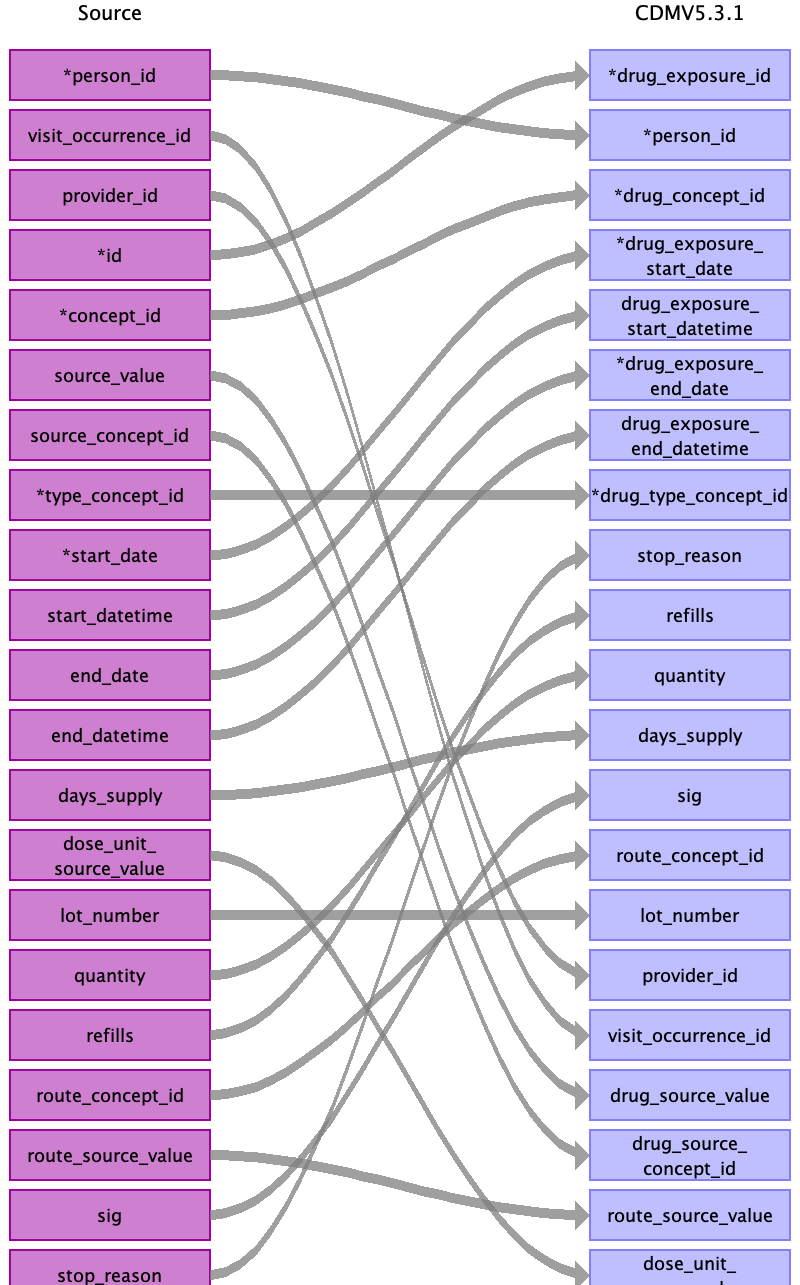 Source
CDMV5.3.1
*person_id
*drug_exposure_id
visit_occurrence_id
*person_id
provider_id
*drug_concept_id
*id
*drug_exposure_
start_date
*concept_id
drug_exposure_
start_datetime
source_value
*drug_exposure_
end_date
source_concept_id
drug_exposure_
end_datetime
*type_concept_id
*drug_type_concept_id
*start_date
stop_reason
start_datetime
refills
end_date
quantity
end_datetime
days_supply
days_supply
sig
dose_unit_
source_value
route_concept_id
lot_number
lot_number
quantity
provider_id
refills
visit_occurrence_id
route_concept_id
drug_source_value
route_source_value
drug_source_
concept_id
sig
route_source_value
stop_reason
dose_unit_